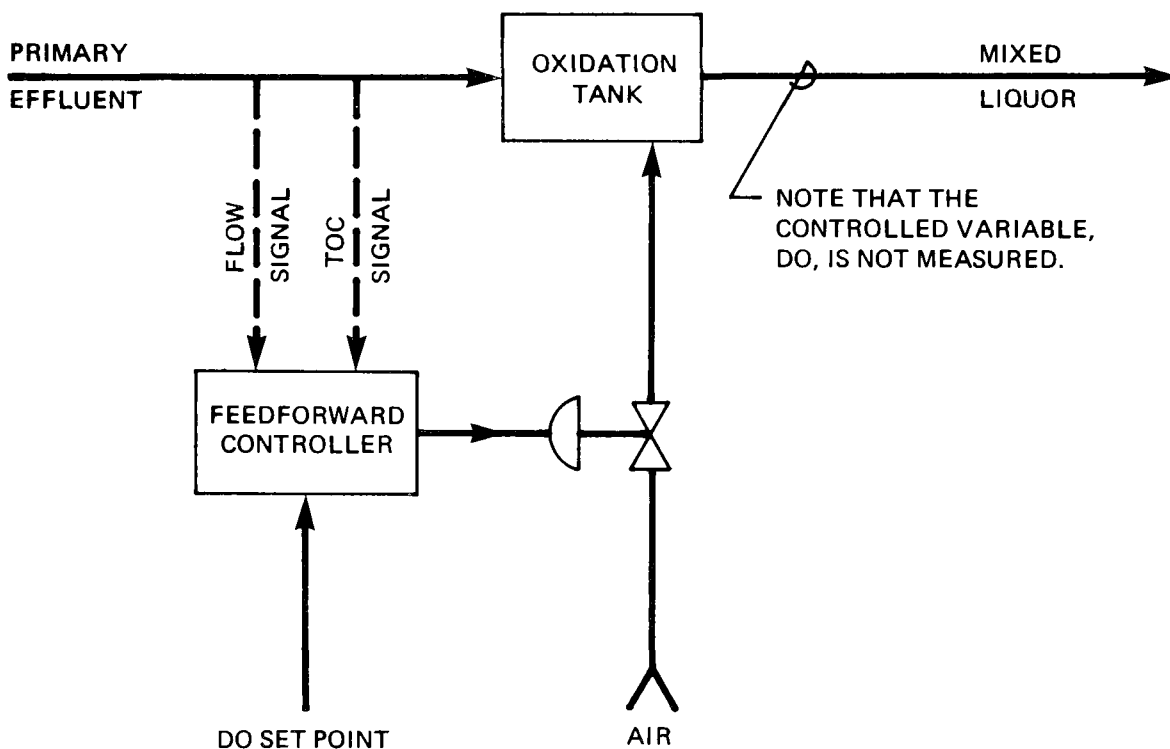 PRIMARY
EFFLUENT
OXIDATION
TANK
MIXED
LIQUOR
FLOW
SIGNAL
TOC
SIGNAL
NOTE THAT THE
CONTROLLED VARIABLE,
DO, IS NOT MEASURED.
FEEDFORWARD
CONTROLLER
DO SET POINT
AIR